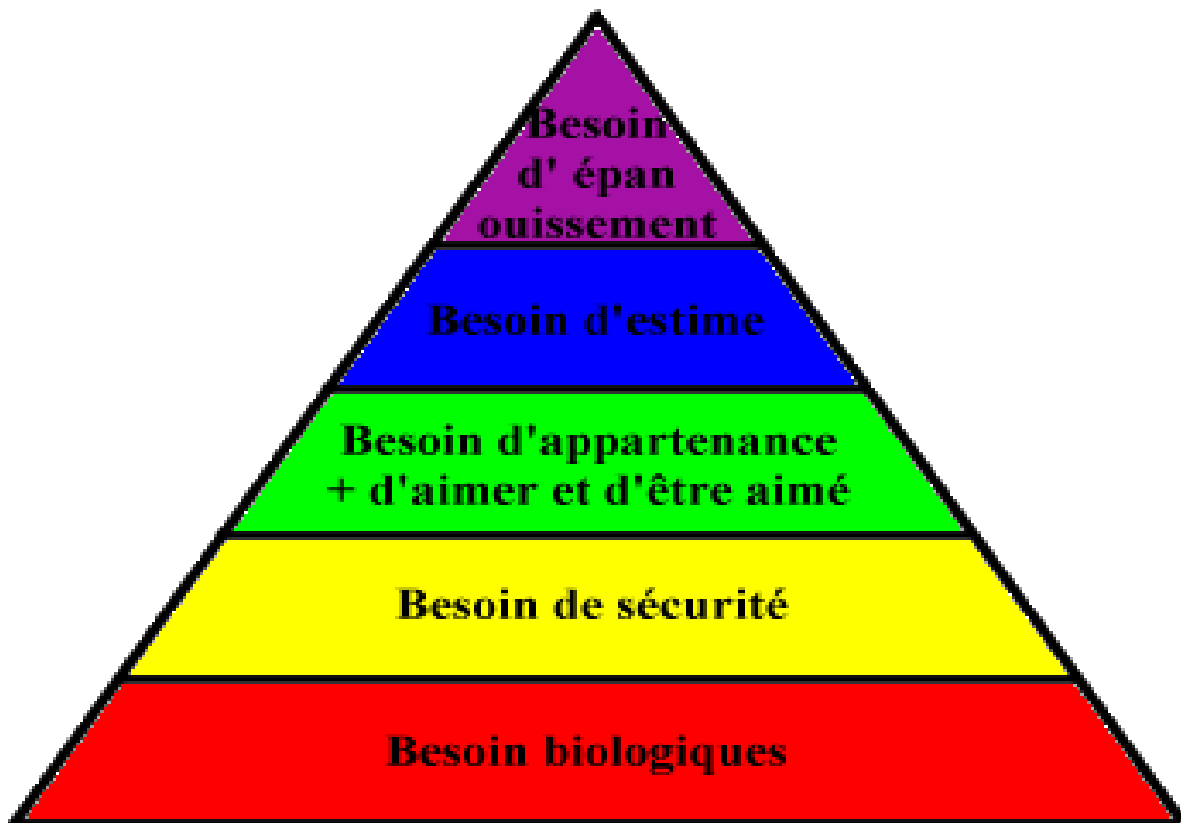 Besoin
d' épan
ouissement
Besoin d'estime
Besoin d'appartenance
+ d'aimer et d'être aimé
Besoin de sécurité
Besoin biologiques